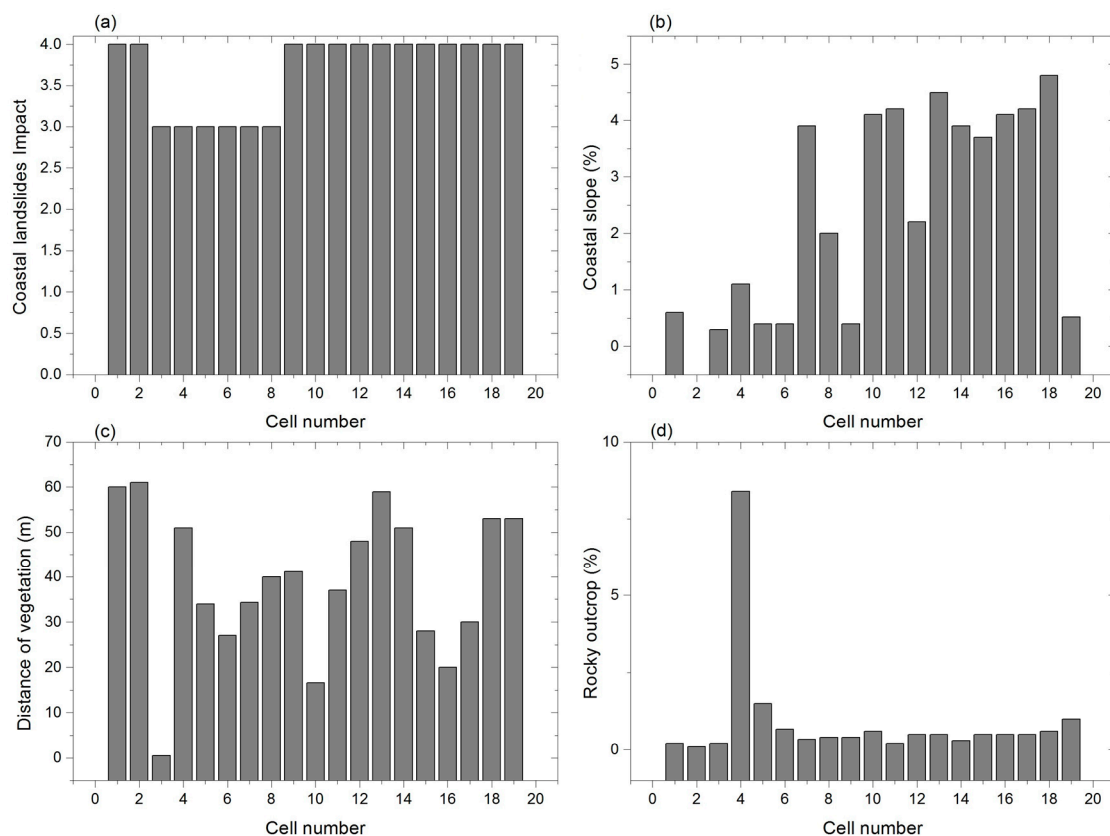 (a)
4.0
3.5
3.0
2.5
2.0
1.5
1.0
0.5
0.0
Coastal landslides Impact
0 2 4 6 8 10 12 14 16 18 20
Cell number
(b)
5
4
3
2
1
0
Coastal slope (%)
0 2 4 6 8 10 12 14 16 18 20
Cell number
(c)
70
60
50
40
30
20
10
0
Distance of vegetation (m)
0 2 4 6 8 10 12 14 16 18 20
Cell number
(d)
10
5
0
Rocky outcrop (%)
0 2 4 6 8 10 12 14 16 18 20
Cell number